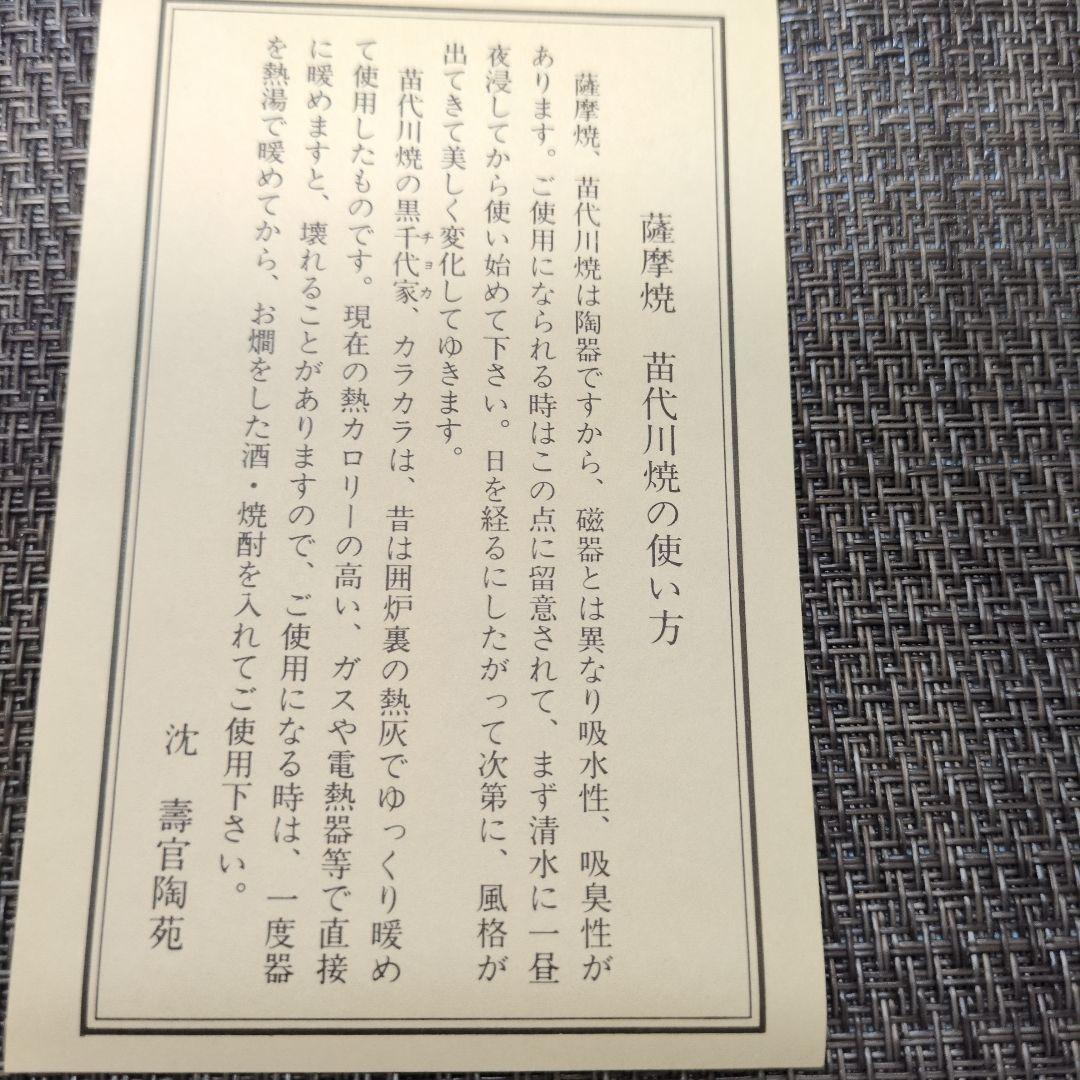 薩摩焼　苗代川焼の使い方
薩摩焼、苗代川焼は陶器ですから、磁器とは異なり吸水性、吸臭性が
あります。ご使用になられる時はこの点に留意されて、まず清水に一昼
夜浸してから使い始めて下さい。日を経るにしたがって次第に、風格が
出てきて美しく変化してゆきます。
苗代川焼の黒千代家、カラカラは、昔は囲炉裏の熱灰でゆっくり暖め
チョカ
て使用したものです。現在の熱カロリーの高い、ガスや電熱器等で直接
に暖めますと、壊れることがありますので、ご使用になる時は、一度器
を熱湯で暖めてから、お燗をした酒・焼酎を入れてご使用下さい。
沈　壽官陶苑